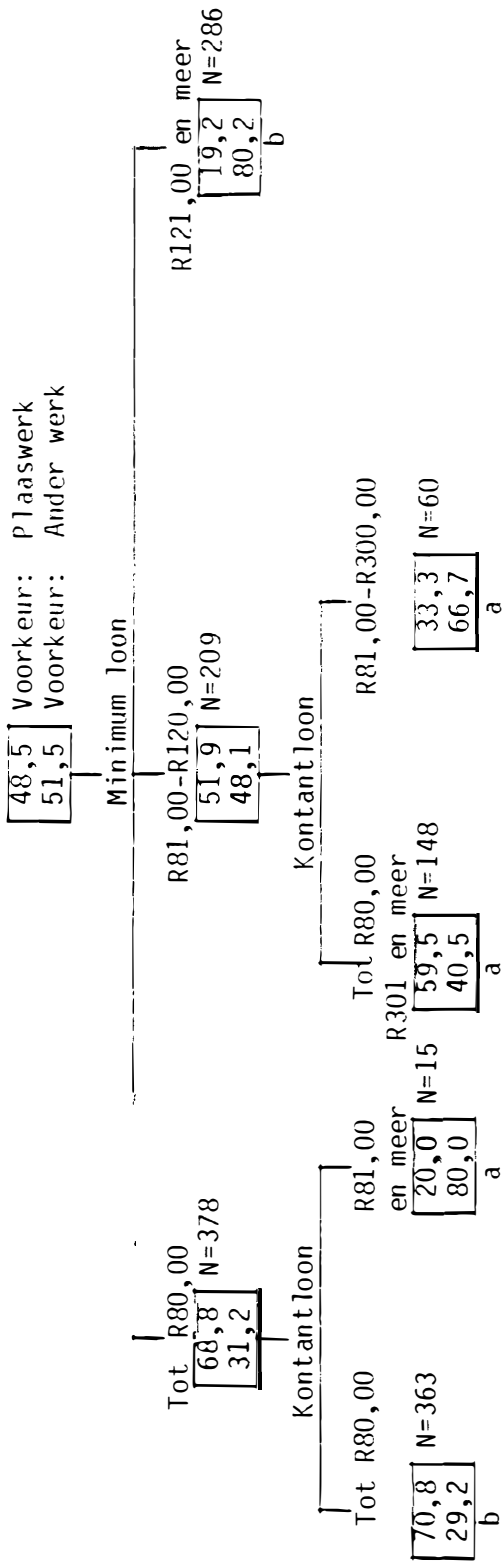 48,5 Voorkeur: Plaaswerk
51,5 Voorkeur: Ander werk
Minimum loon
Tot R80,00
68,8 N=378
31,2
R81,00-R120,00
51,9 N=209
48,1
R121,00 en meer
19,2 N=286
80,2
b
Kontantloon
Kontantloon
Tot R80,00
70,8 N=363
29,2
b
R81,00
en meer
20,0 N=15
80,0
a
Tot R80,00
R301 en meer
59,5 N=148
40,5
a
R81,00-R300,00
33,3 N=60
66,7
a